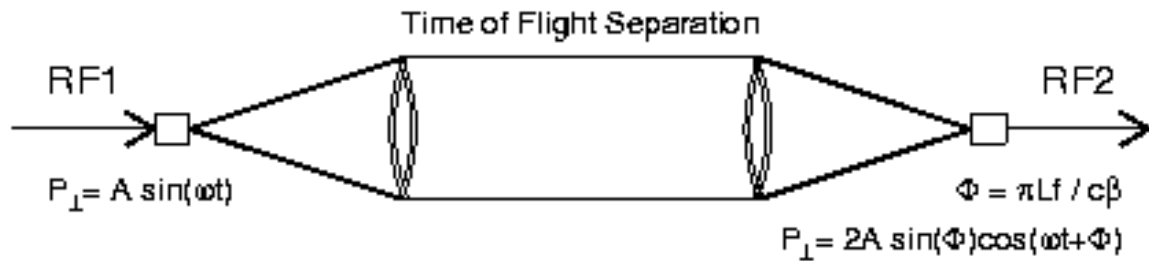 Time of Flight Separation
RF1
RF2
P⊥= A sin(ωt)
Φ = πLf / cβ
P⊥= 2A sin(Φ)cos(ωt+Φ)